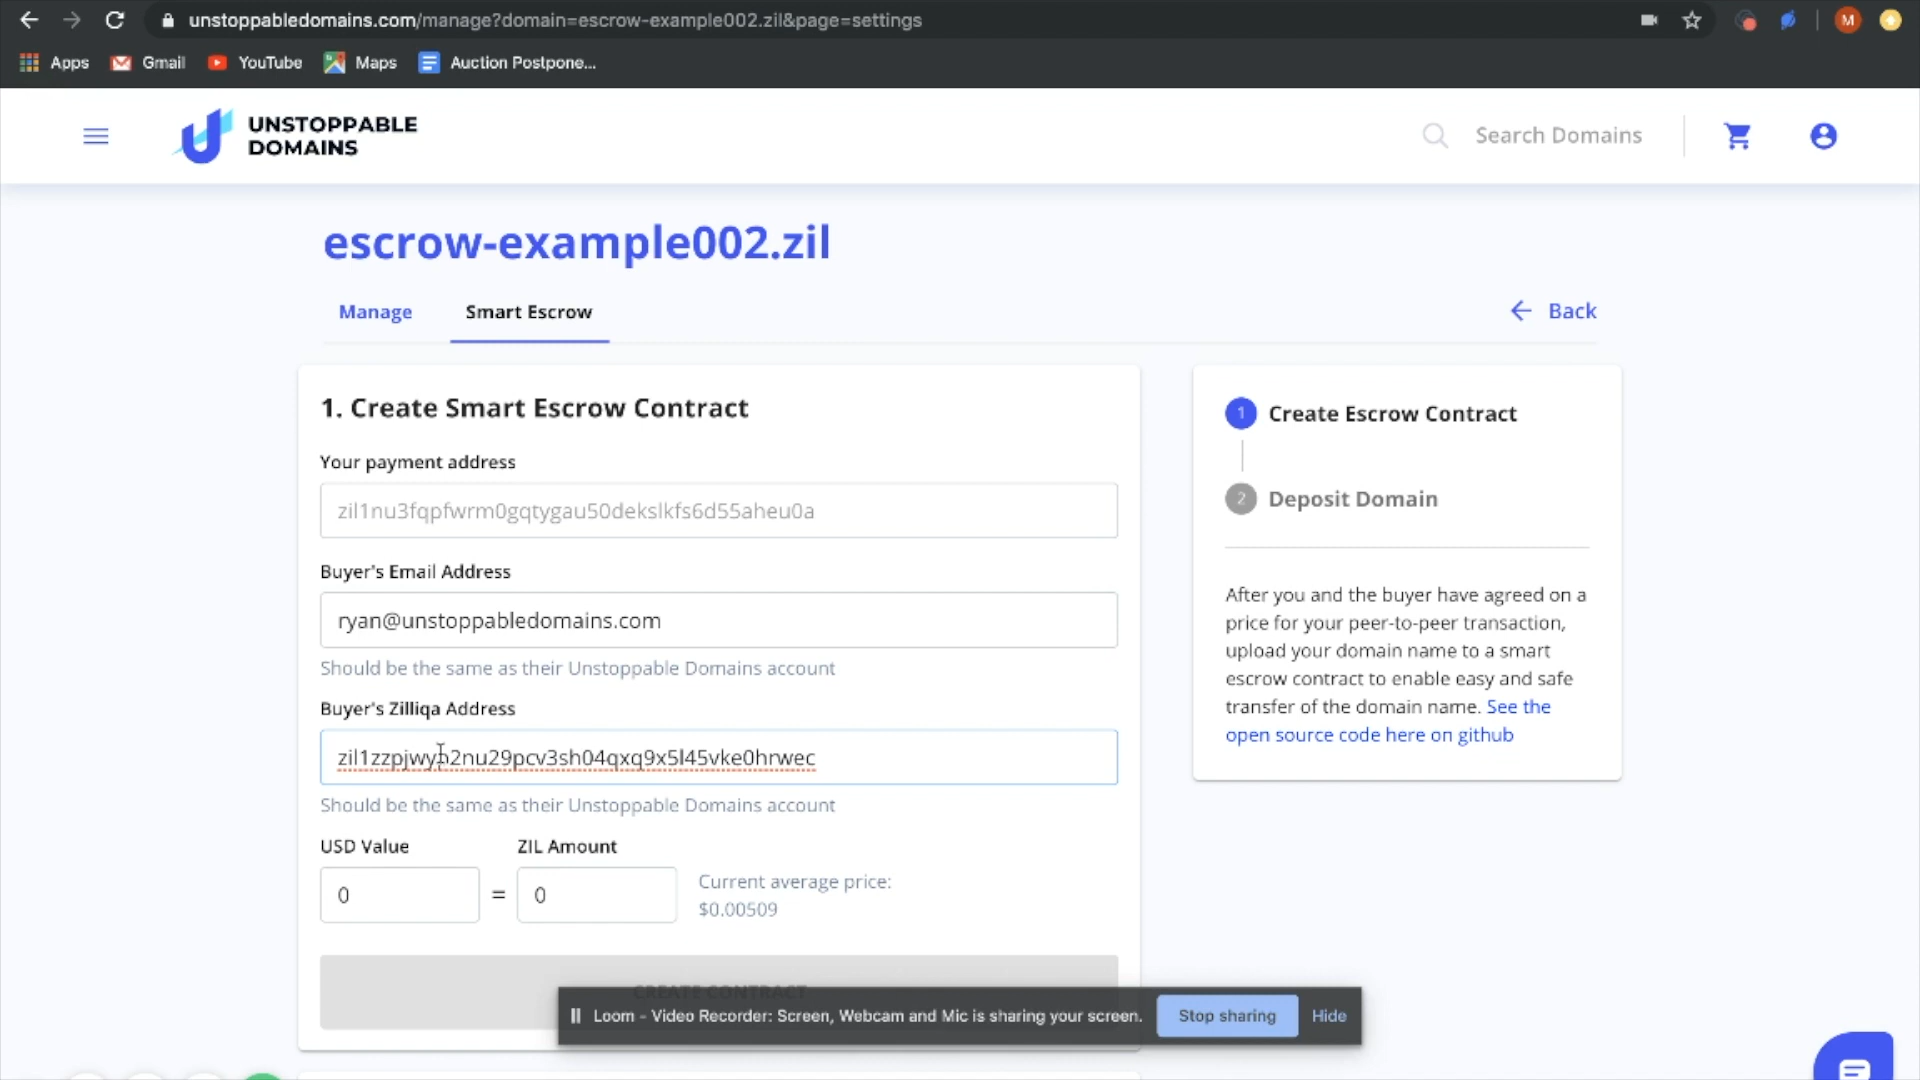 unstoppabledomains.com/manage?domain=escrow-example002.zil&page=settings
M
Apps Gmail YouTube Maps Auction Postpone...
UNSTOPPABLE
DOMAINS
Search Domains
escrow-example002.zil
Manage Smart Escrow
Back
1. Create Smart Escrow Contract
Your payment address
zil1nu3fqpfwrm0gqtygau50dekslkfs6d55aheu0a
Buyer's Email Address
ryan@unstoppabledomains.com
Should be the same as their Unstoppable Domains account
Buyer's Zilliqa Address
zil1zzpjwyh2nu29pcv3sh04qxq9x5l45vke0hrwec
Should be the same as their Unstoppable Domains account
USD Value ZIL Amount
0 = 0
Current average price:
$0.00509
CREATE CONTRACT
1 Create Escrow Contract
2 Deposit Domain
After you and the buyer have agreed on a
price for your peer-to-peer transaction,
upload your domain name to a smart
escrow contract to enable easy and safe
transfer of the domain name. See the
open source code here on github
Loom - Video Recorder: Screen, Webcam and Mic is sharing your screen. Stop sharing Hide